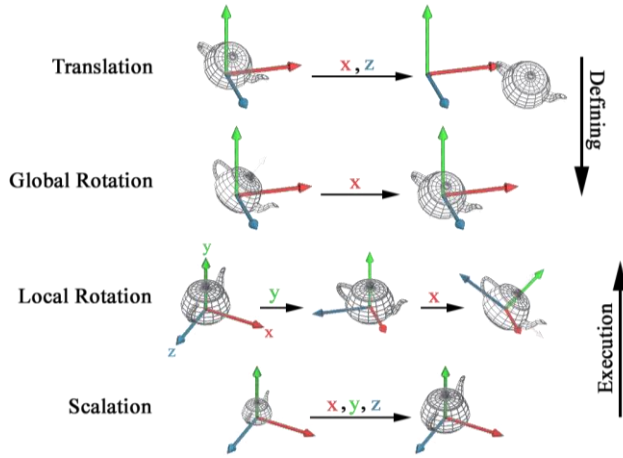 Translation
x, z
Defining
Global Rotation
x
Local Rotation
y
x
z
y
x
Execution
Scalation
x, y, z